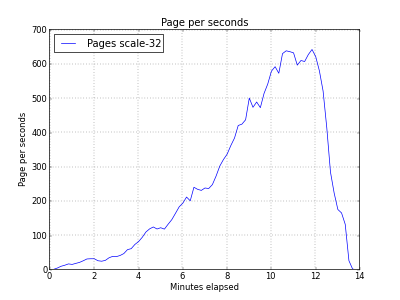 Page per seconds
Pages scale-32
700
600
500
400
300
200
100
0
Page per seconds
0 2 4 6 8 10 12 14
Minutes elapsed